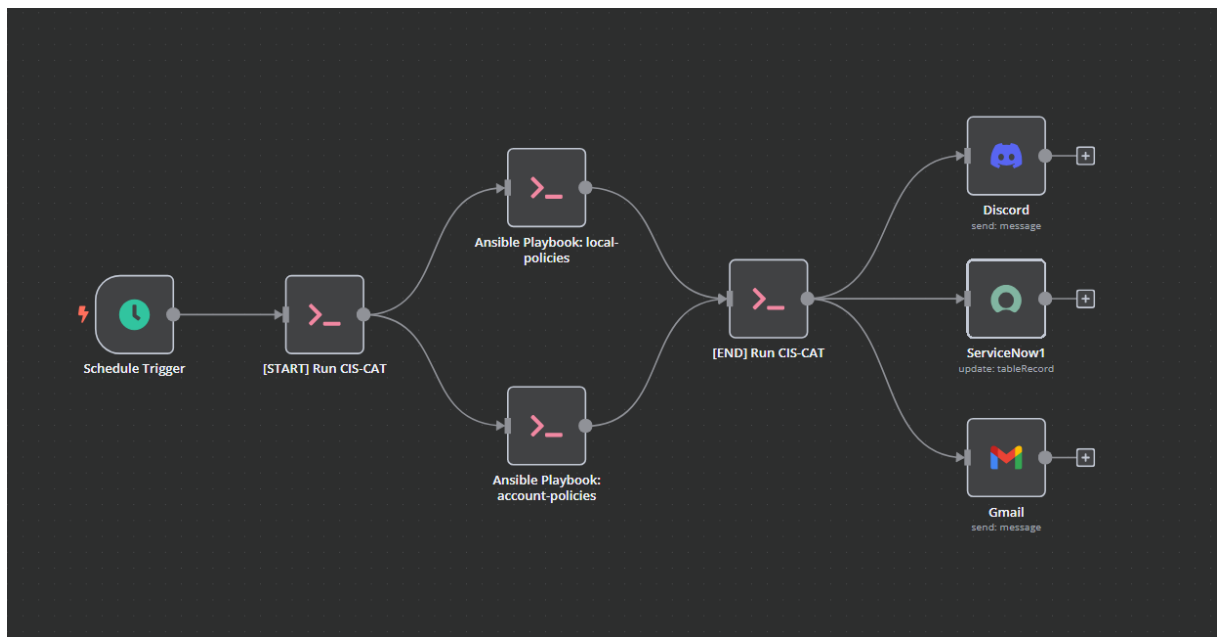 Schedule Trigger
[START] Run CIS-CAT
Ansible Playbook: local-
policies
Ansible Playbook:
account-policies
[END] Run CIS-CAT
Discord
send: message
ServiceNow1
update: tableRecord
Gmail
send: message